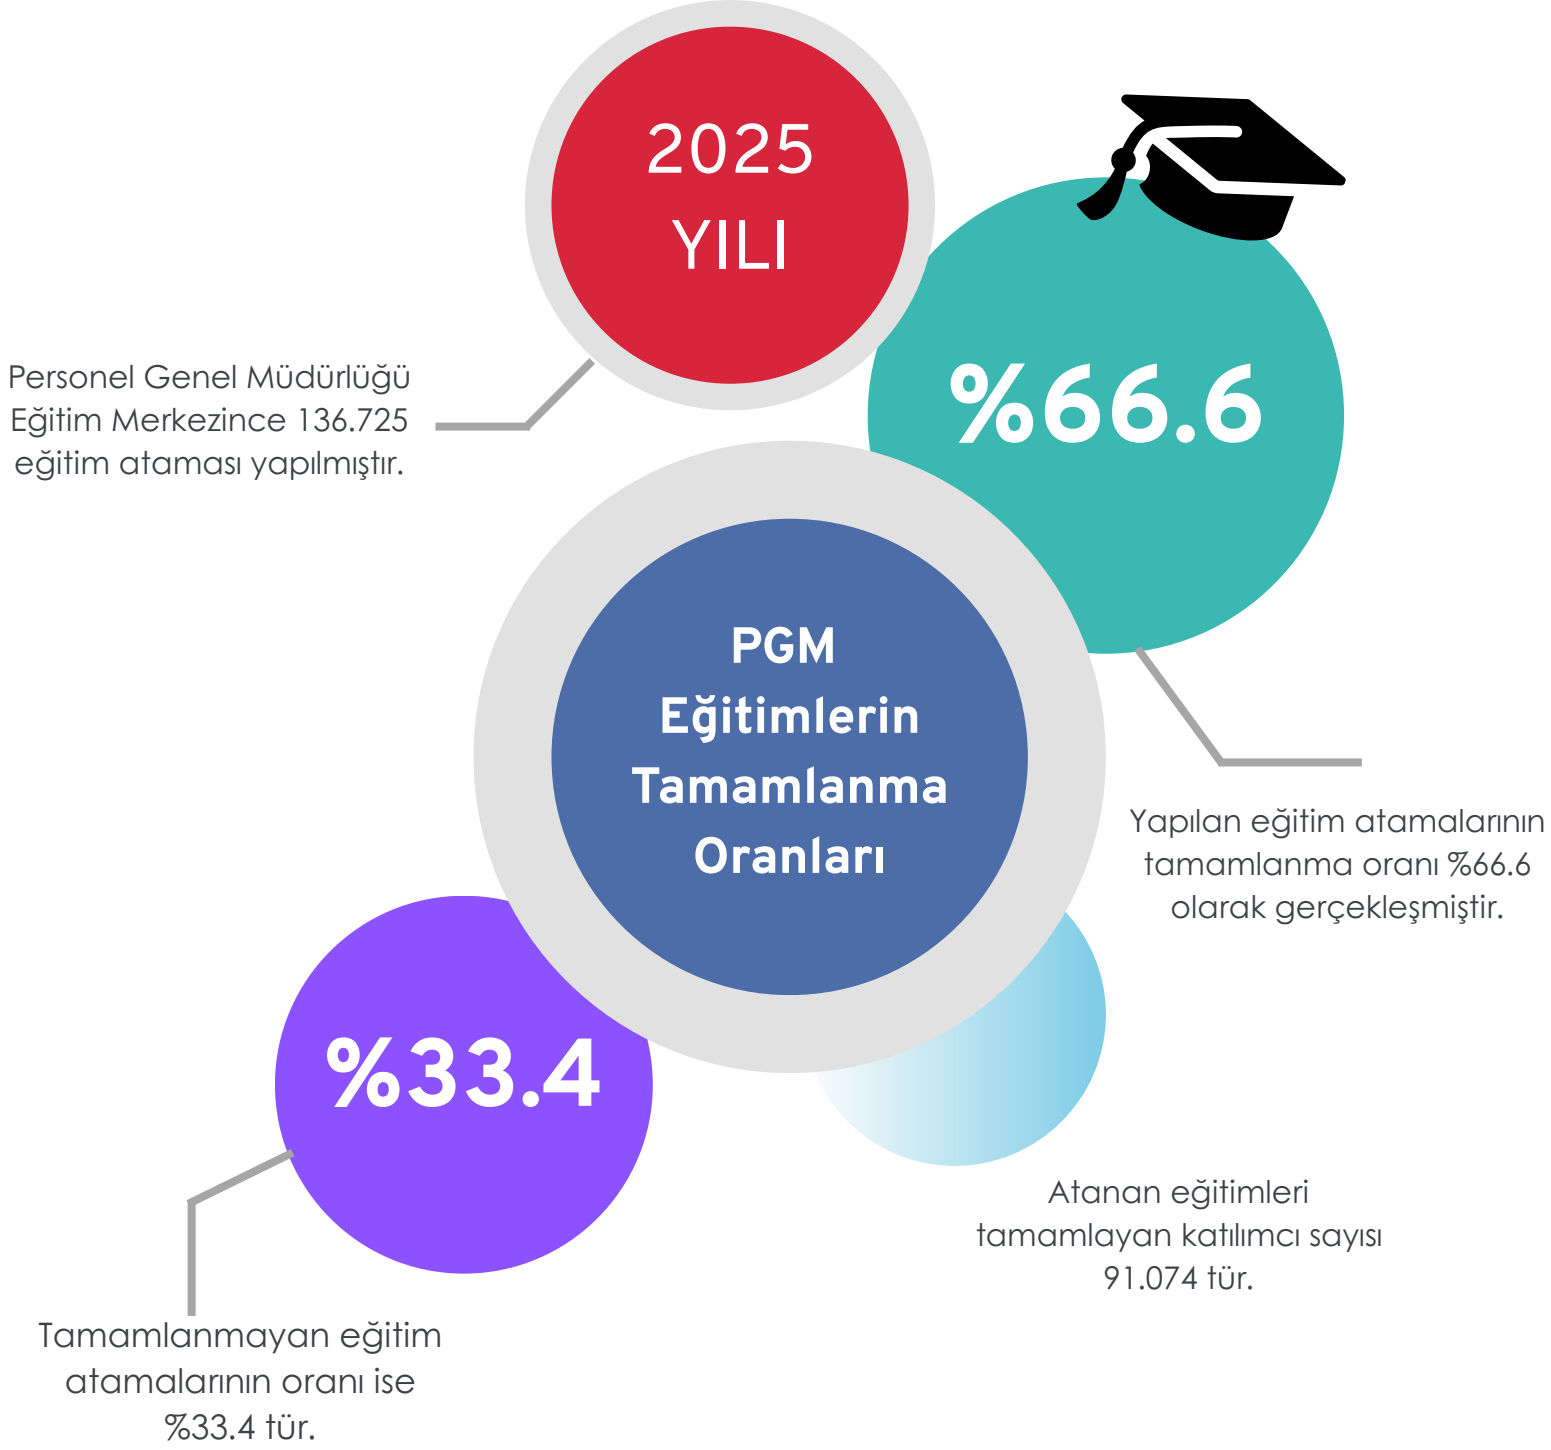 2025
YILI
Personel Genel Müdürlüğü
Eğitim Merkezince 136.725
eğitim ataması yapılmıştır.
%66.6
PGM
Eğitimlerin
Tamamlanma
Oranları
Yapılan eğitim atamalarının
tamamlanma oranı %66.6
olarak gerçekleşmiştir.
%33.4
Atanan eğitimleri
tamamlayan katılımcı sayısı
91.074 tür.
Tamamlanmayan eğitim
atamalarının oranı ise
%33.4 tür.